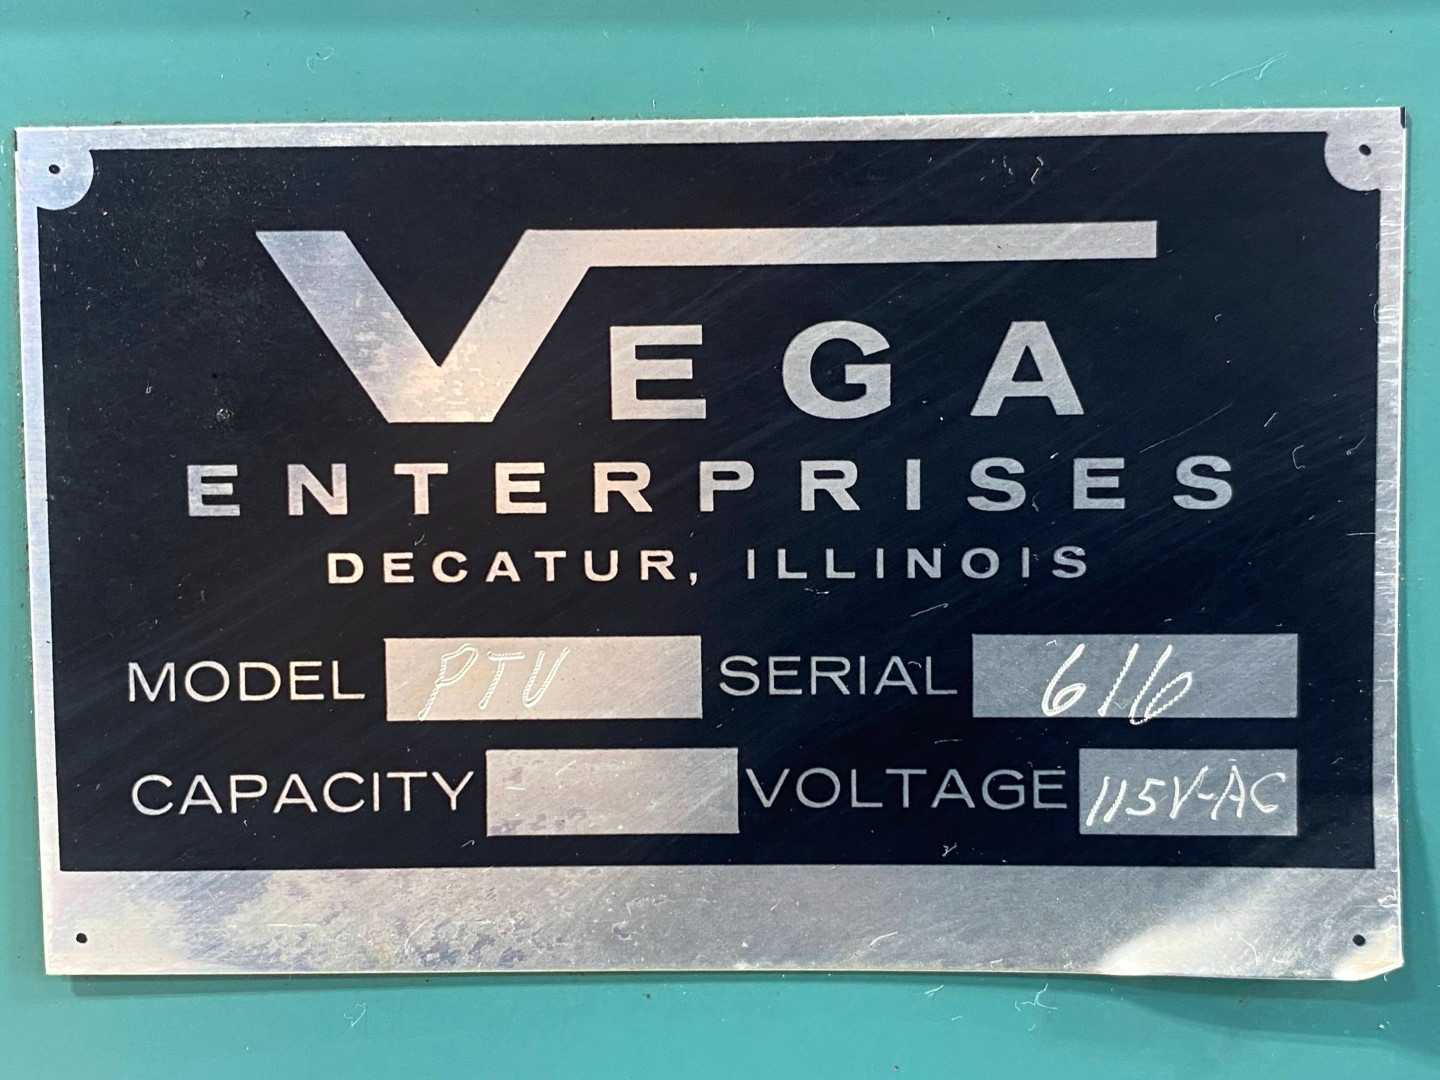 VEGA
ENTERPRISES
DECATUR, ILLINOIS
MODEL PTU SERIAL 616
CAPACITY VOLTAGE 115V-AC